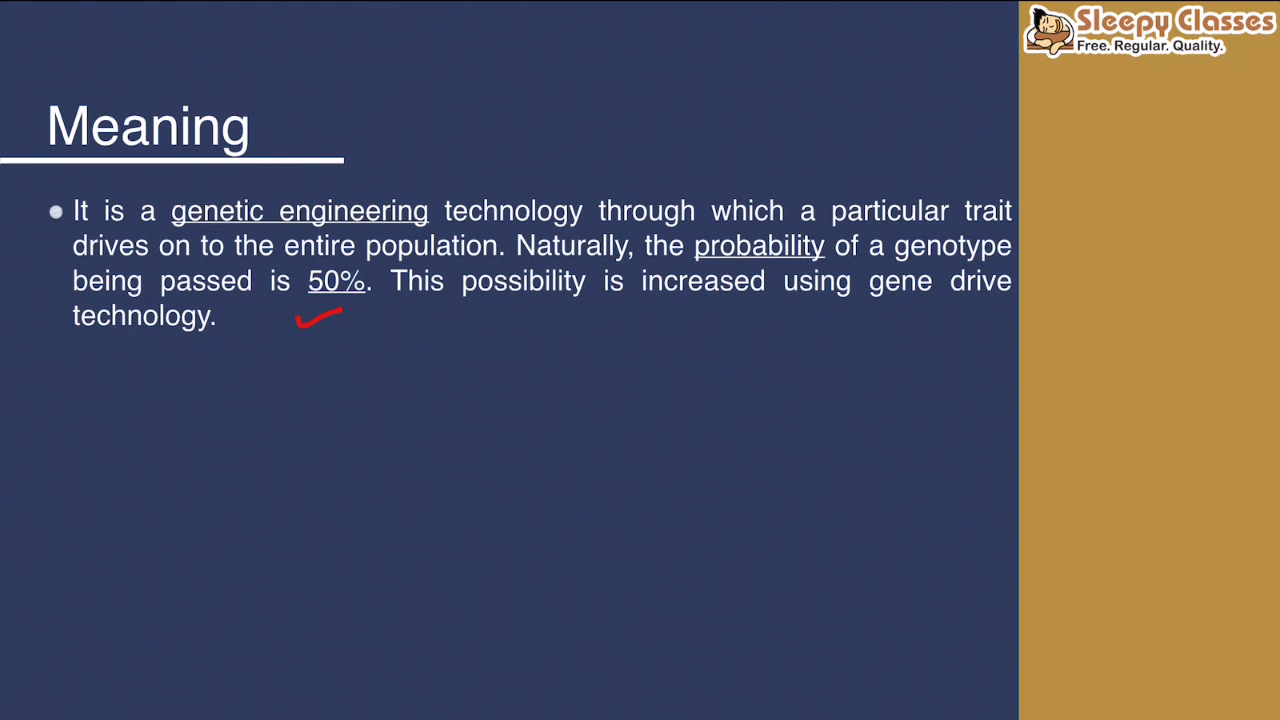 Sleepy Classes
Free. Regular. Quality.
Meaning
It is a genetic engineering technology through which a particular trait
drives on to the entire population. Naturally, the probability of a genotype
being passed is 50%. This possibility is increased using gene drive
technology.